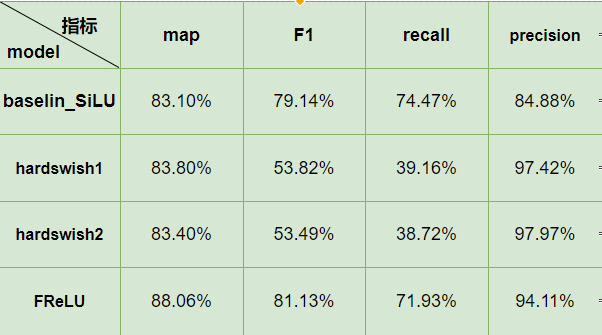 指标
model
map F1 recall precision
baselin_SiLU 83.10% 79.14% 74.47% 84.88%
hardswish1 83.80% 53.82% 39.16% 97.42%
hardswish2 83.40% 53.49% 38.72% 97.97%
FReLU 88.06% 81.13% 71.93% 94.11%